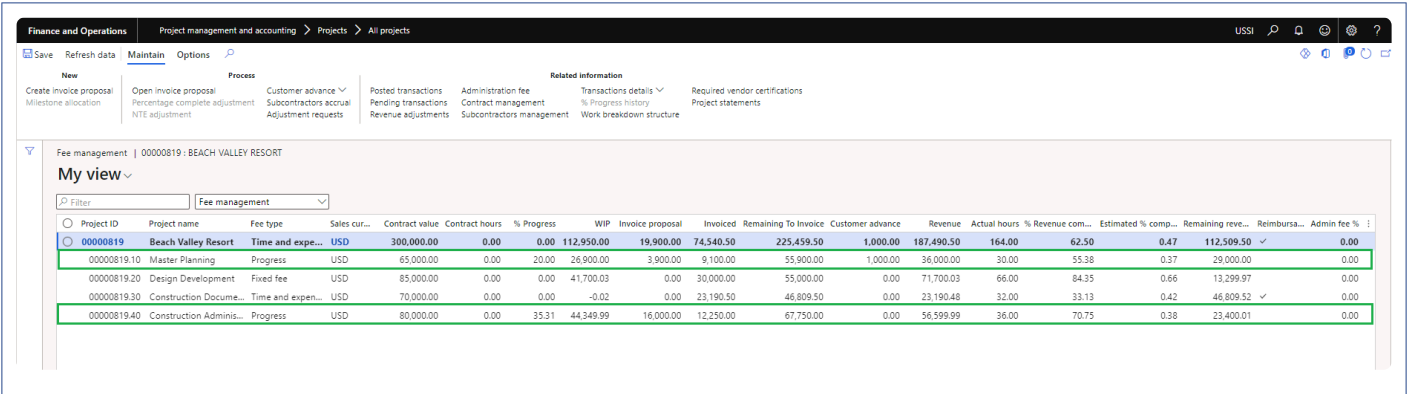 Finance and Operations Project management and accounting > Projects > All projects USSI ?
Save Refresh data Maintain Options 0
New Process Related information
Create invoice proposal Open invoice proposal Customer advance Posted transactions Administration fee Transactions details Required vendor certifications
Milestone allocation Percentage complete adjustment Subcontractors accrual Pending transactions Contract management % Progress history Project statements
NTE adjustment Adjustment requests Revenue adjustments Subcontractors management Work breakdown structure
Fee management | 00000819 : BEACH VALLEY RESORT
My view
Filter Fee management
Project ID Project name Fee type Sales cur... Contract value Contract hours % Progress WIP Invoice proposal Invoiced Remaining To Invoice Customer advance Revenue Actual hours % Revenue com... Estimated % comp... Remaining reve... Reimbursa... Admin fee %
00000819 Beach Valley Resort Time and expe... USD 300,000.00 0.00 0.00 112,950.00 19,900.00 74,540.50 225,459.50 1,000.00 187,490.50 164.00 62.50 0.47 112,509.50 ✓ 0.00
00000819.10 Master Planning Progress USD 65,000.00 0.00 20.00 26,900.00 3,900.00 9,100.00 55,900.00 1,000.00 36,000.00 30.00 55.38 0.37 29,000.00 0.00
00000819.20 Design Development Fixed fee USD 85,000.00 0.00 0.00 41,700.03 0.00 30,000.00 55,000.00 0.00 71,700.03 66.00 84.35 0.66 13,299.97 0.00
00000819.30 Construction Docume... Time and expen... USD 70,000.00 0.00 0.00 -0.02 0.00 23,190.50 46,809.50 0.00 23,190.48 32.00 33.13 0.42 46,809.52 ✓ 0.00
00000819.40 Construction Adminis... Progress USD 80,000.00 0.00 35.31 44,349.99 16,000.00 12,250.00 67,750.00 0.00 56,599.99 36.00 70.75 0.38 23,400.01 0.00